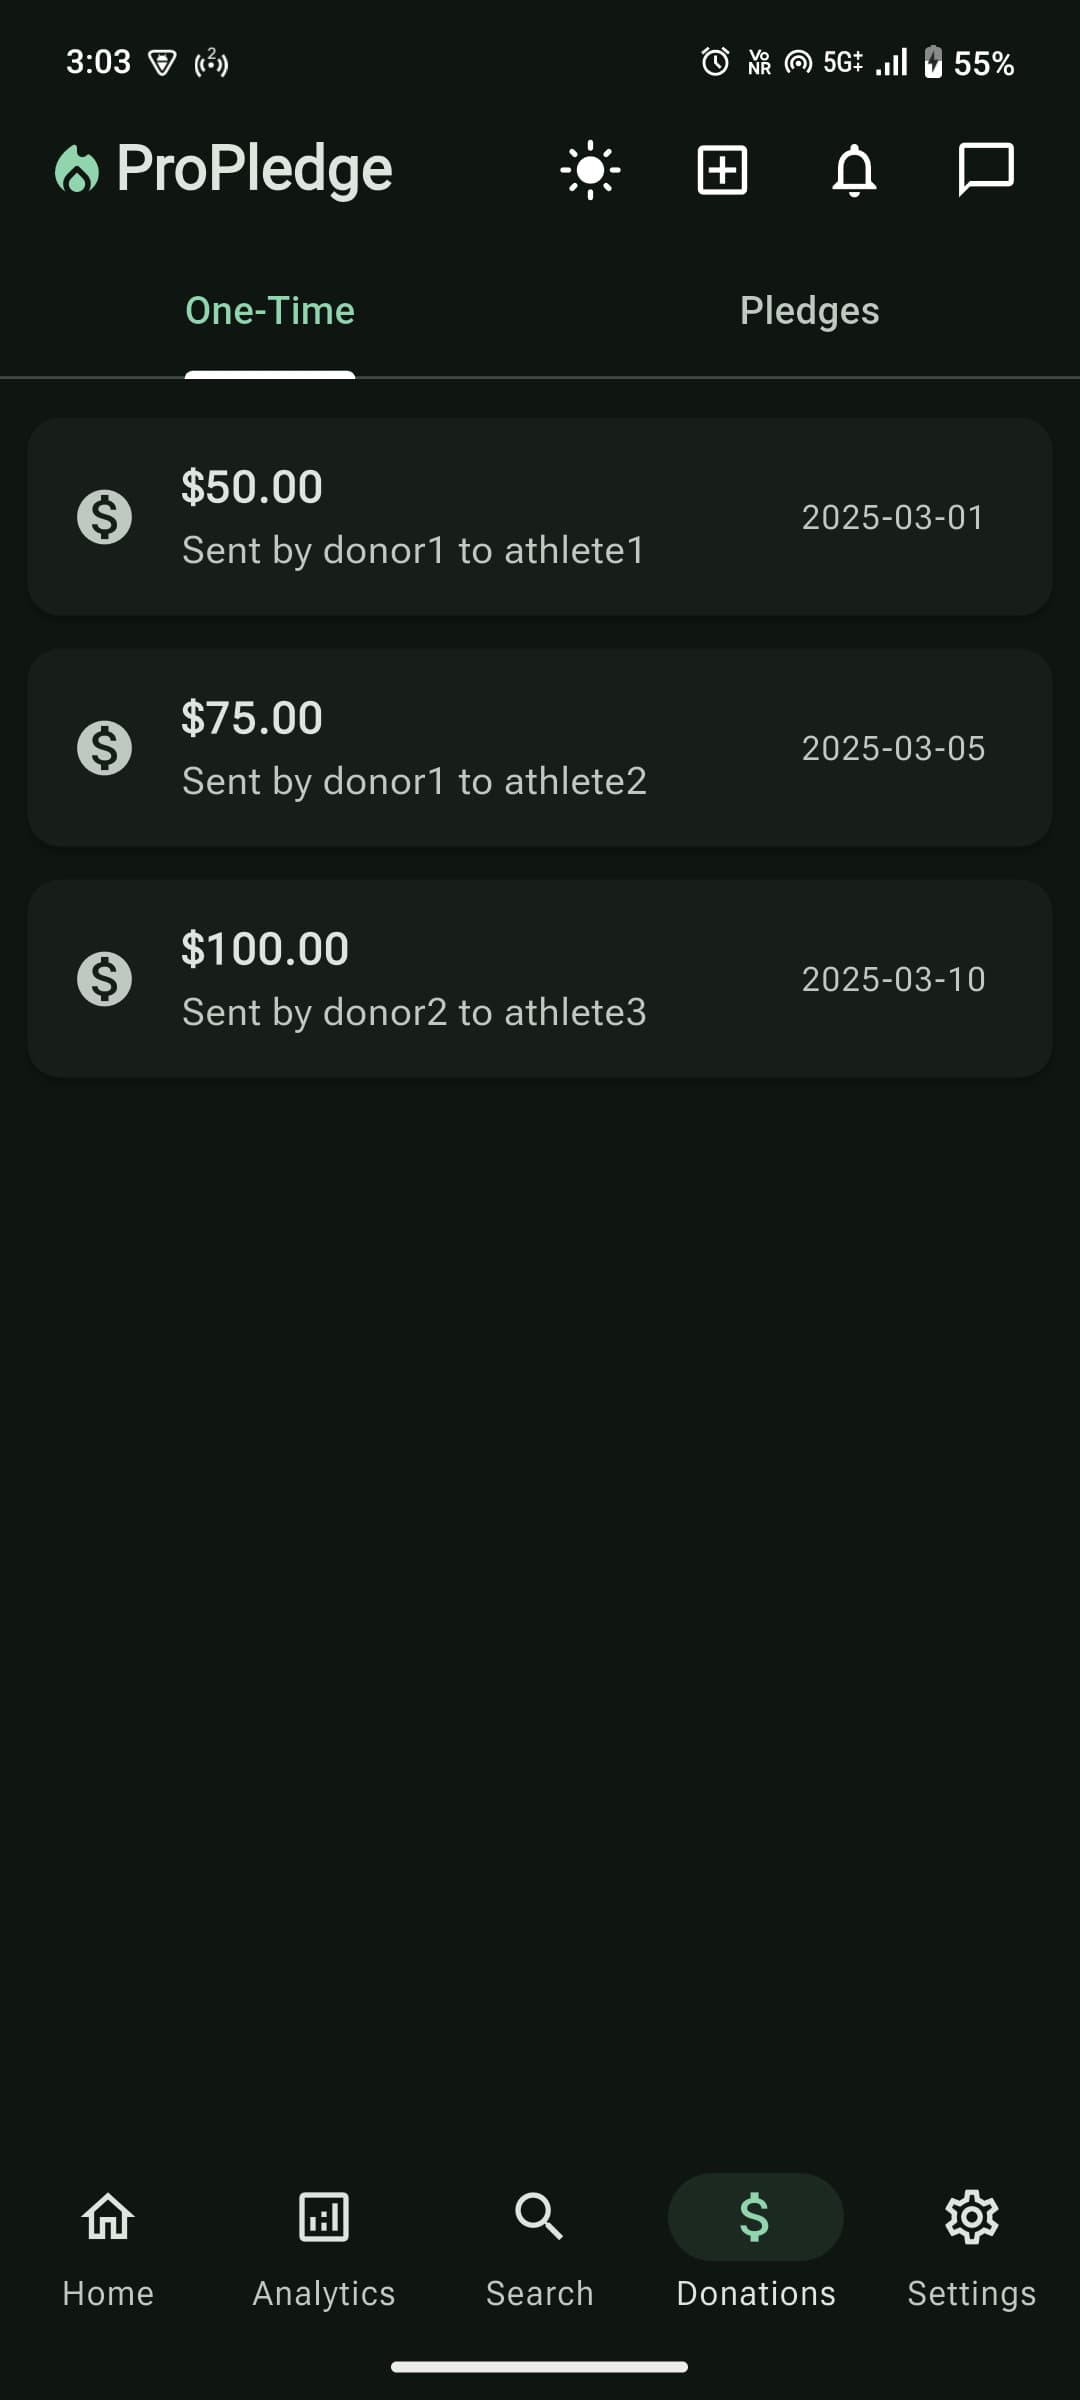 3:03 2 VoNR 5G 55%
ProPledge
One-Time Pledges
$50.00
Sent by donor1 to athlete1
2025-03-01
$75.00
Sent by donor1 to athlete2
2025-03-05
$100.00
Sent by donor2 to athlete3
2025-03-10
Home Analytics Search Donations Settings